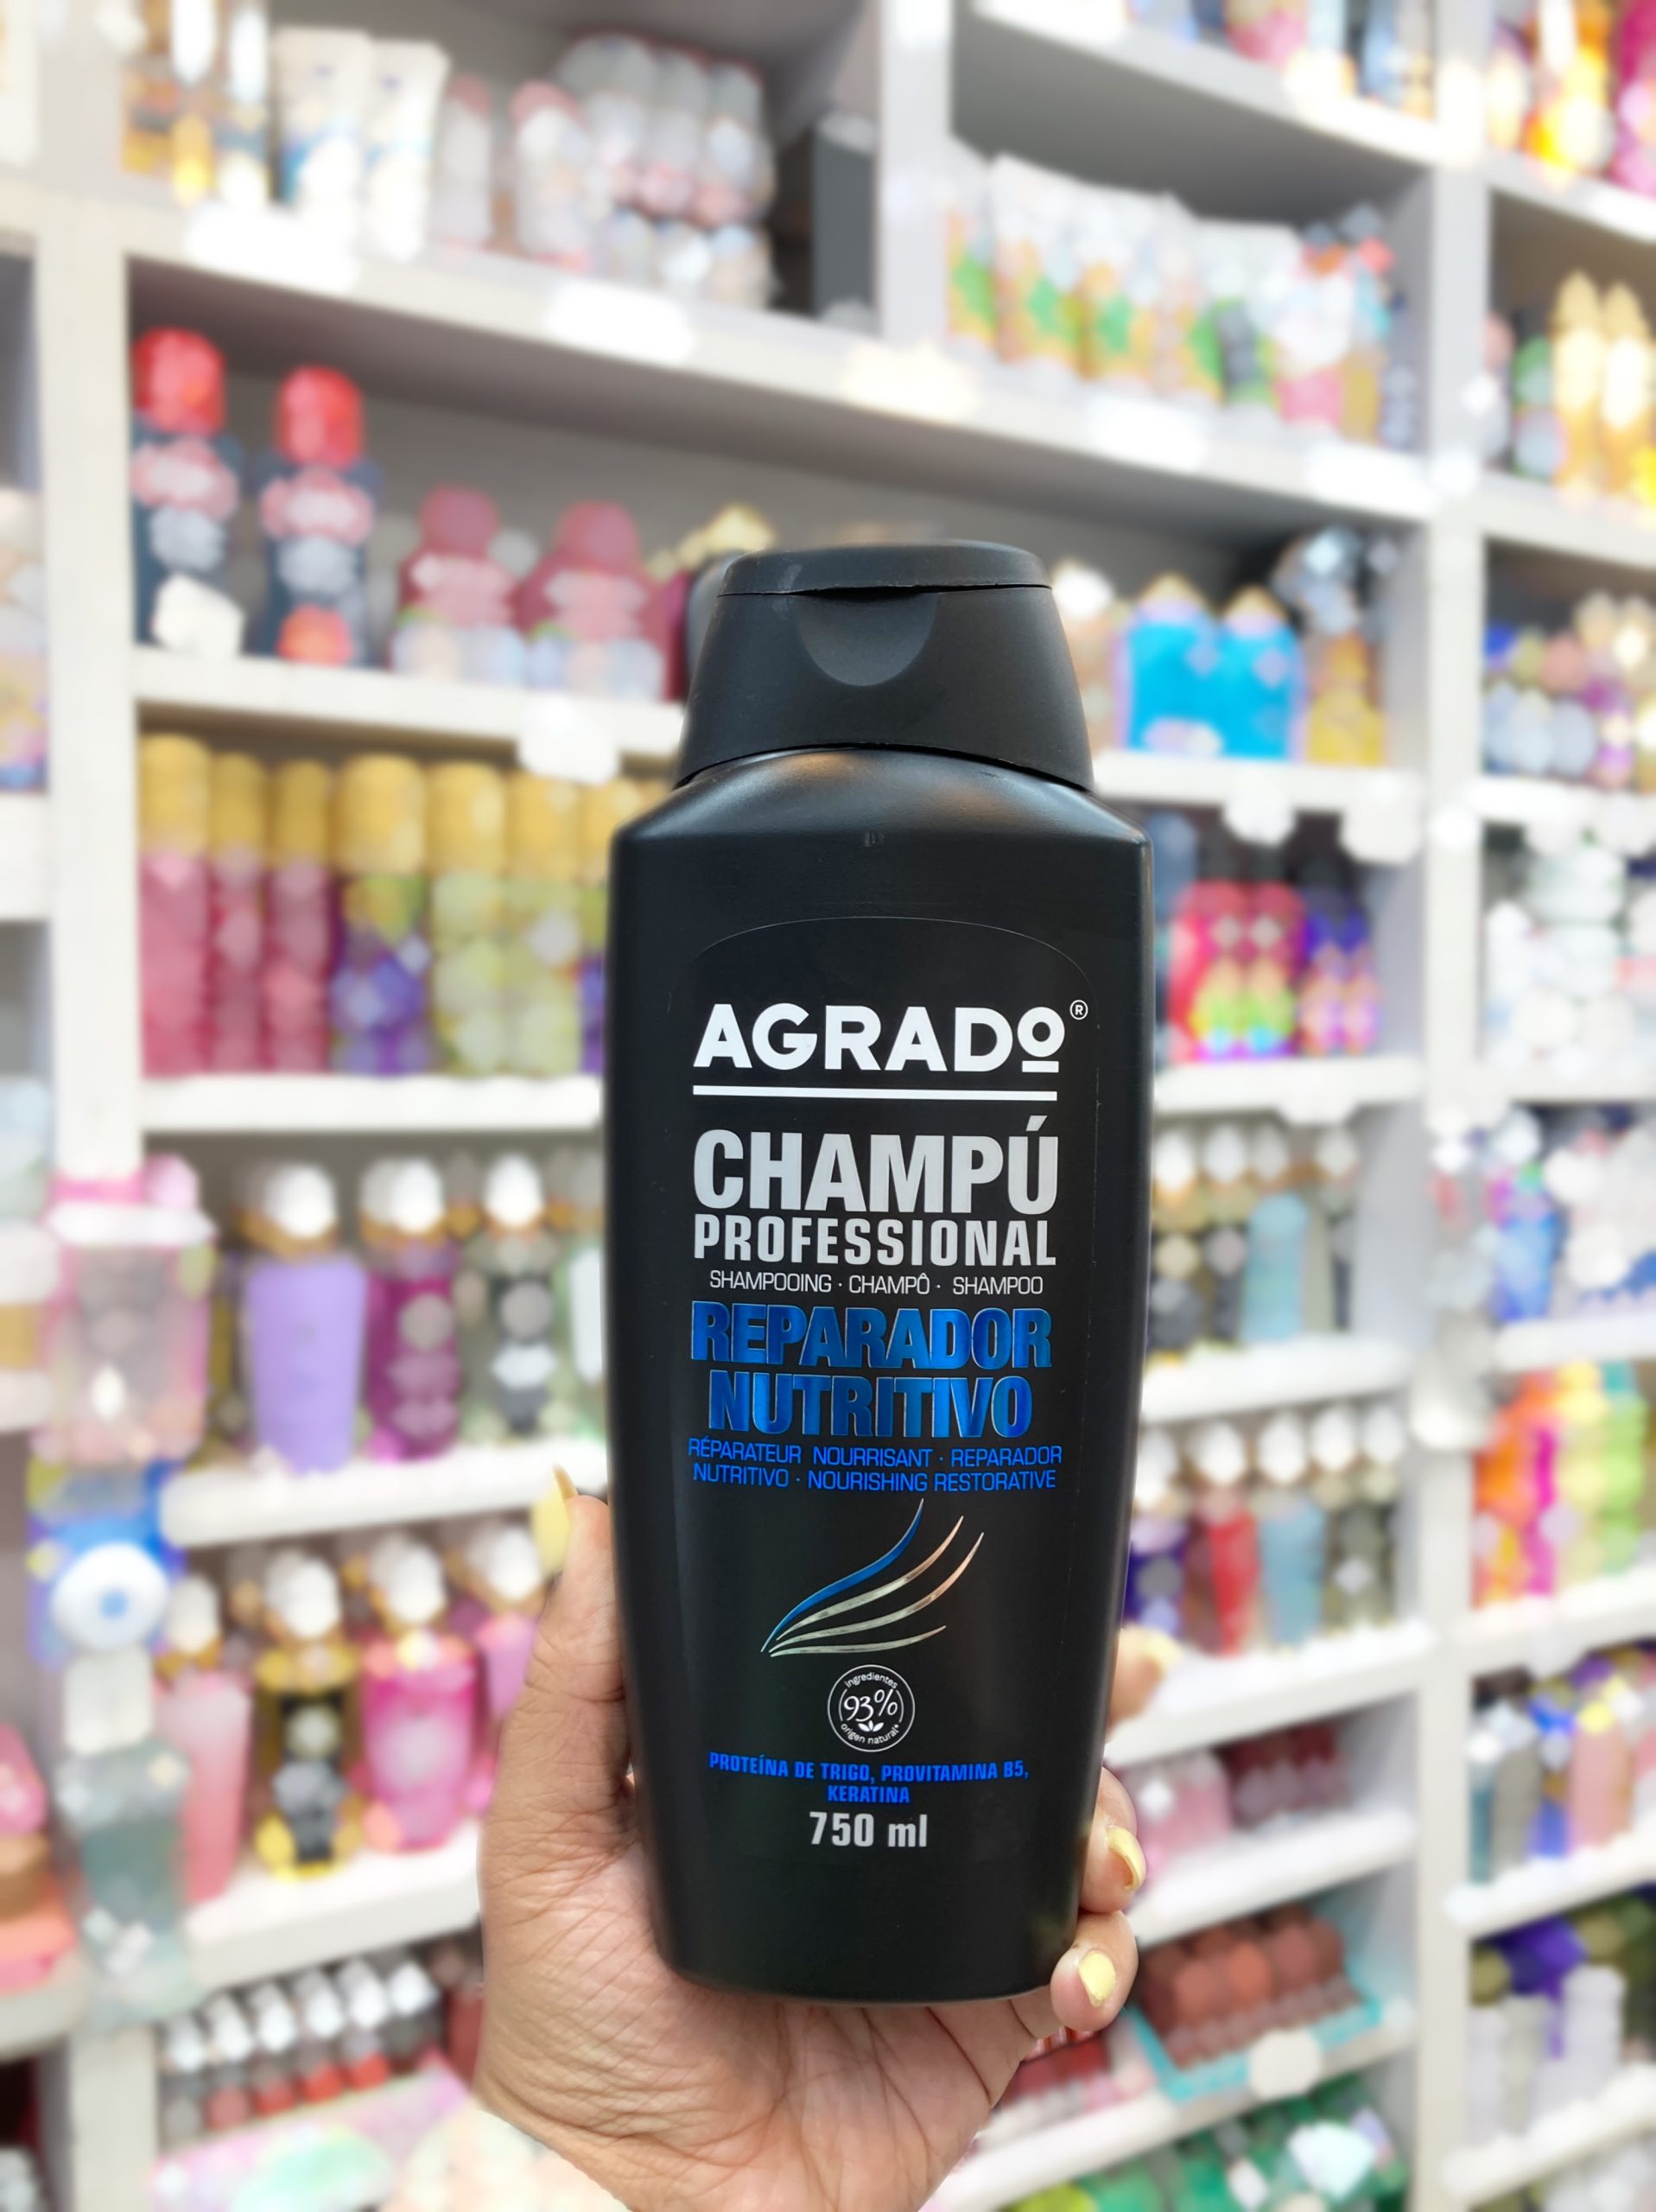 AGRADO®
CHAMPÚ
PROFESSIONAL
SHAMPOOING · CHAMPÔ · SHAMPOO
REPARADOR
NUTRITIVO
RÉPARATEUR NOURRISANT · REPARADOR
NUTRITIVO · NOURISHING RESTORATIVE
ingredientes
93%
origen natural*
PROTEÍNA DE TRIGO, PROVITAMINA B5,
KERATINA
750 ml